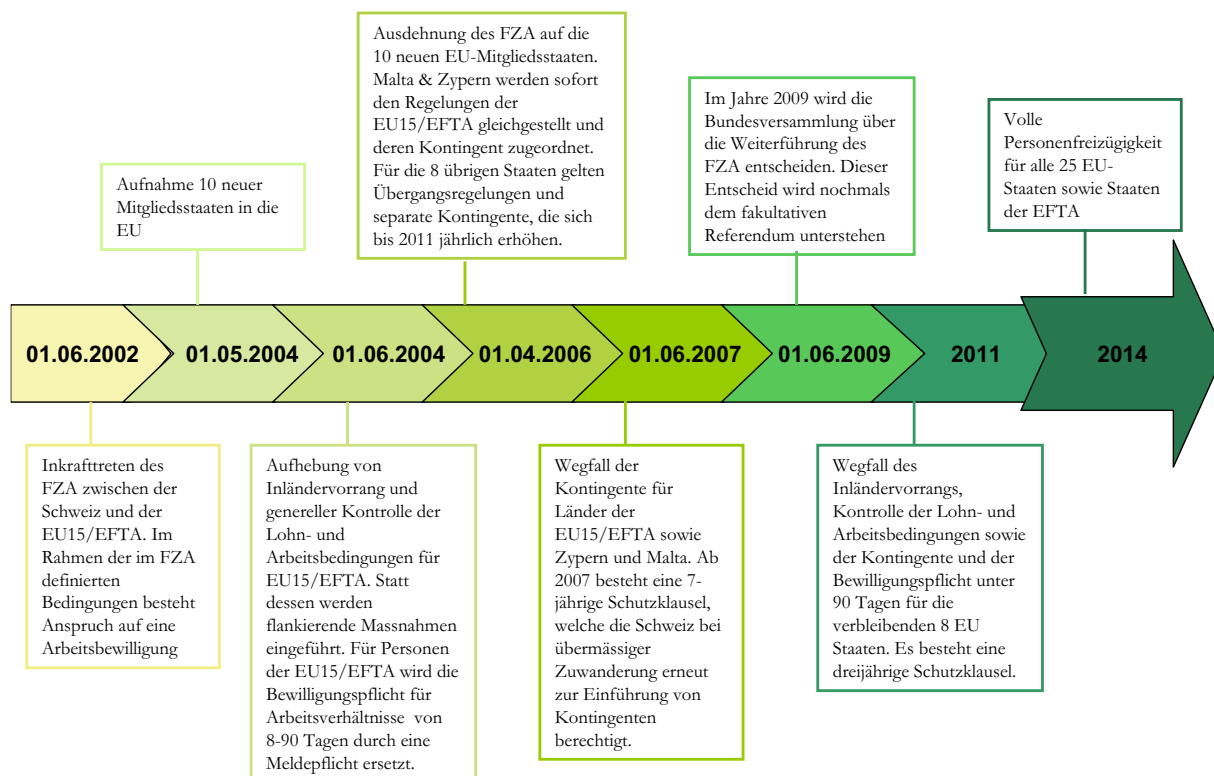 Ausdehnung des FZA auf die
10 neuen EU-Mitgliedsstaaten.
Malta & Zypern werden sofort
den Regelungen der
EU15/EFTA gleichgestellt und
deren Kontingent zugeordnet.
Für die 8 übrigen Staaten gelten
Übergangsregelungen und
separate Kontingente, die sich
bis 2011 jährlich erhöhen.
Im Jahre 2009 wird die
Bundesversammlung über
die Weiterführung des
FZA entscheiden. Dieser
Entscheid wird nochmals
dem fakultativen
Referendum unterstehen
Volle
Personenfreizügigkeit
für alle 25 EU-
Staaten sowie Staaten
der EFTA
Aufnahme 10 neuer
Mitgliedsstaaten in die
EU
01.06.2002
01.05.2004
01.06.2004
01.04.2006
01.06.2007
01.06.2009
2011
2014
Inkrafttreten des
FZA zwischen der
Schweiz und der
EU15/EFTA. Im
Rahmen der im FZA
definierten
Bedingungen besteht
Anspruch auf eine
Arbeitsbewilligung
Aufhebung von
Inländervorrang und
genereller Kontrolle der
Lohn- und
Arbeitsbedingungen für
EU15/EFTA. Statt
dessen werden
flankierende Massnahmen
eingeführt. Für Personen
der EU15/EFTA wird die
Bewilligungspflicht für
Arbeitsverhältnisse von
8-90 Tagen durch eine
Meldepflicht ersetzt.
Wegfall der
Kontingente für
Länder der
EU15/EFTA sowie
Zypern und Malta. Ab
2007 besteht eine 7-
jährige Schutzklausel,
welche die Schweiz bei
übermässiger
Zuwanderung erneut
zur Einführung von
Kontingenten
berechtigt.
Wegfall des
Inländervorrangs,
Kontrolle der Lohn- und
Arbeitsbedingungen sowie
der Kontingente und der
Bewilligungspflicht unter
90 Tagen für die
verbleibenden 8 EU
Staaten. Es besteht eine
dreijährige Schutzklausel.